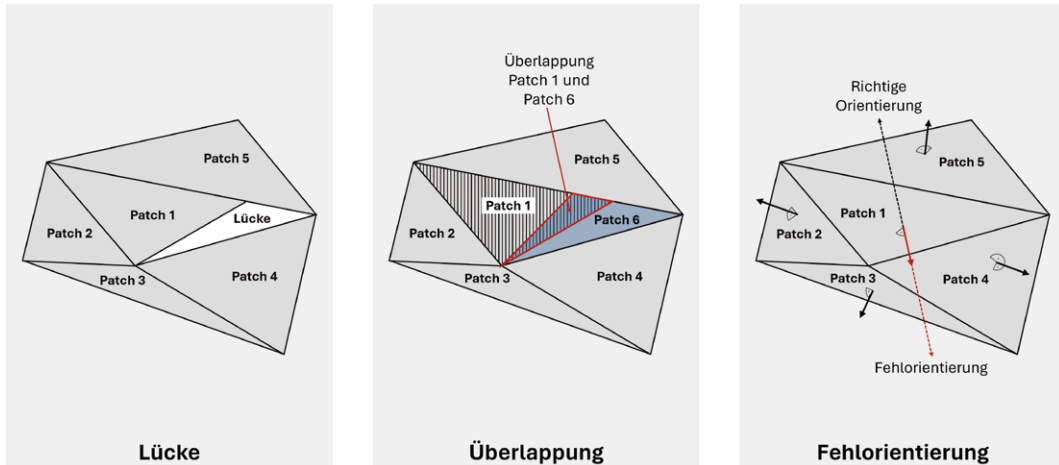 Patch 5
Patch 1
Lücke
Patch 2
Patch 3
Patch 4
Lücke
Überlappung
Patch 1 und
Patch 6
Patch 5
Patch 1
Patch 6
Patch 2
Patch 3
Patch 4
Überlappung
Richtige
Orientierung
Patch 5
Patch 1
Patch 2
Patch 3
Patch 4
Fehlorientierung
Fehlorientierung